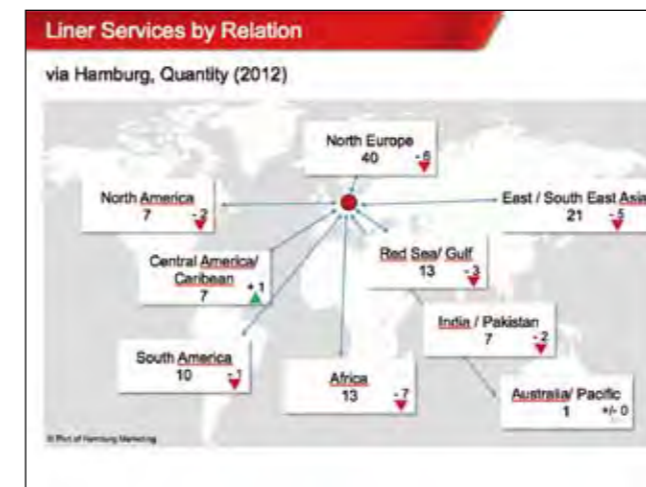 Liner Services by Relation
via Hamburg, Quantity (2012)
North Europe
40 -6
North America
7 -2
East / South East Asia
21 -5
Central America/
Caribean
7 +1
Red Sea/ Gulf
13 -3
India / Pakistan
7 -2
South America
10 -1
Africa
13 -7
Australia/ Pacific
1 +/- 0
© Port of Hamburg Marketing